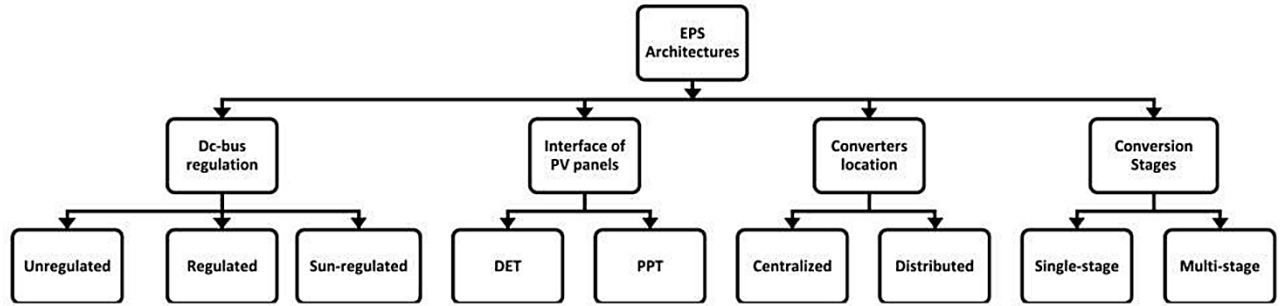 EPS
Architectures
Dc-bus
regulation
Interface of
PV panels
Converters
location
Conversion
Stages
Unregulated
Regulated
Sun-regulated
DET
PPT
Centralized
Distributed
Single-stage
Multi-stage